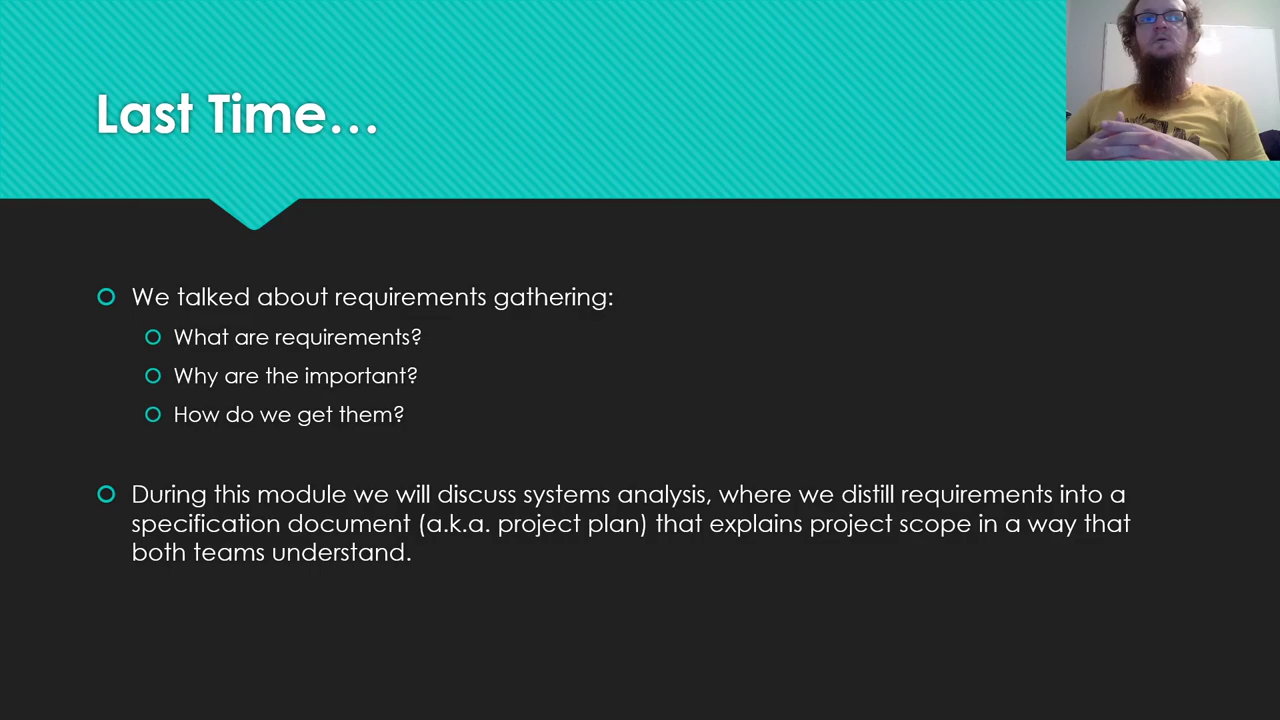 Last Time...
We talked about requirements gathering:
What are requirements?
Why are the important?
How do we get them?
During this module we will discuss systems analysis, where we distill requirements into a
specification document (a.k.a. project plan) that explains project scope in a way that
both teams understand.